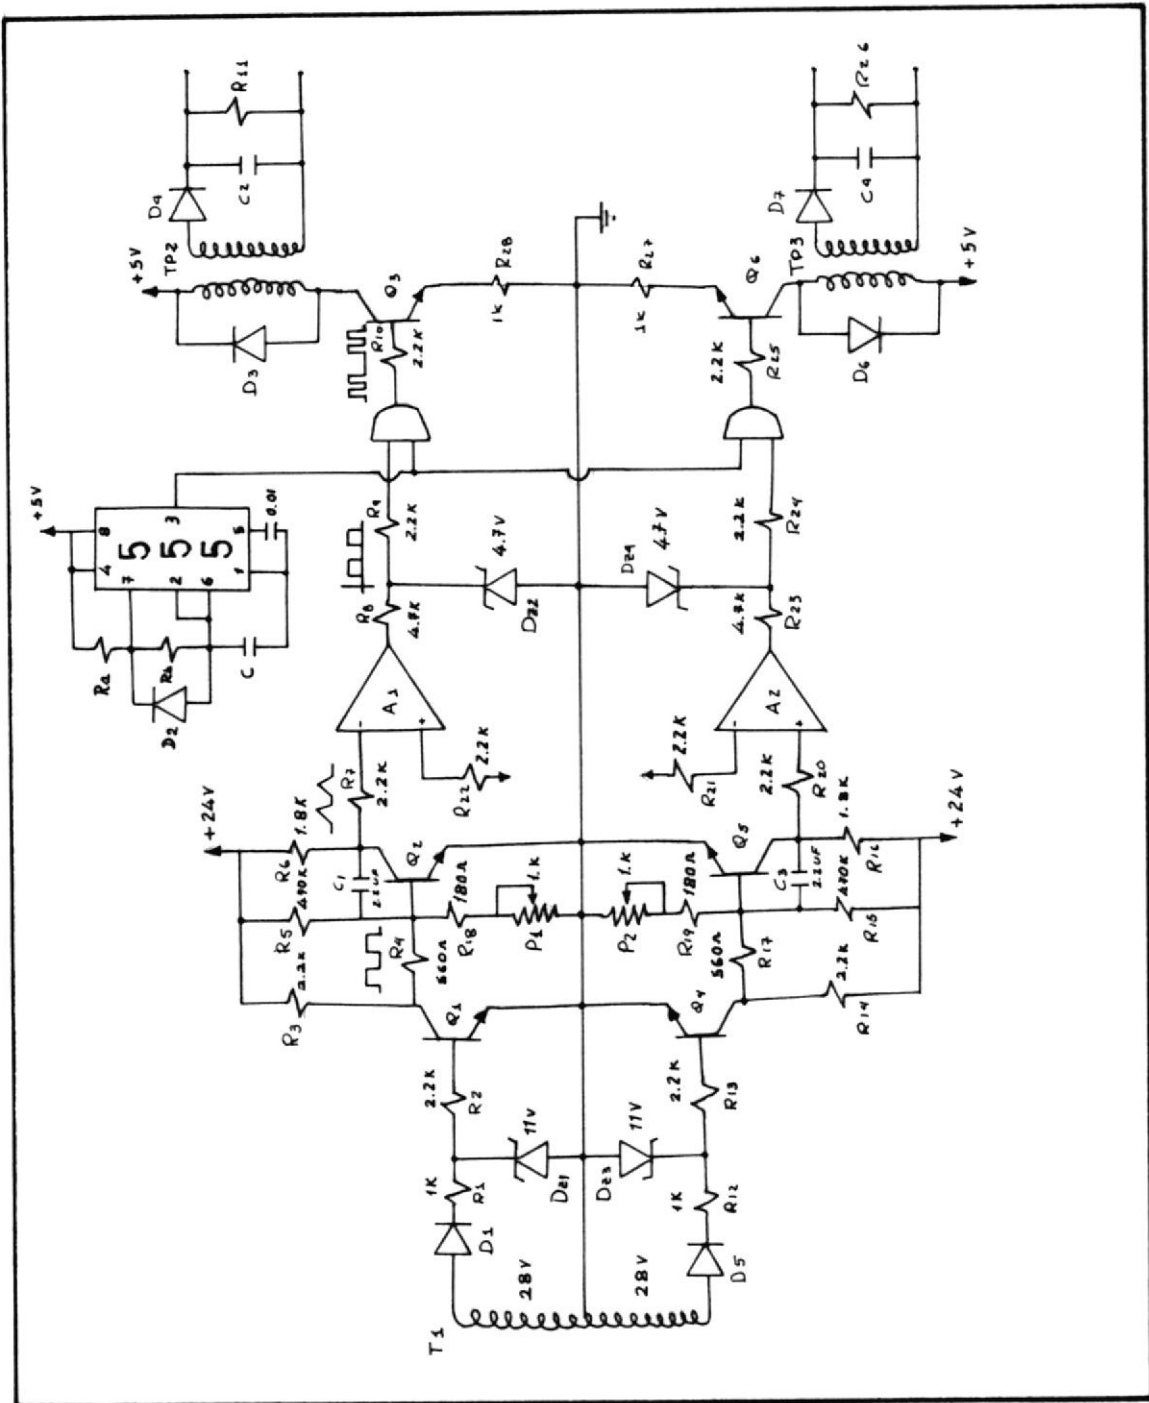 +5V
D4
R11
C2
TP2
D3
Q3
R28
1K
R10
2.2K
D7
R26
C4
TP3
+5V
D6
Q6
R27
1K
2.2K
R25
+5V
8
4
7
2
6
3
5
1
555
0.01
Ra
Rb
C
D2
R9
2.2K
4.7V
Dz2
R8
4.7K
Dz4
4.7V
2.2K
R24
4.7K
R23
A1
-
+
A2
-
+
R7
2.2K
R22
2.2K
R21
2.2K
2.2K
R20
+24V
R6
1.8K
R5
470K
R3
2.2K
C1
2.2UF
Q2
R4
560Ω
R18
180Ω
P1
1.K
P2
1.K
R19
180Ω
Q5
C3
2.2UF
R16
1.8K
R15
470K
R14
2.2K
560Ω
R17
+24V
Q1
Q4
2.2K
R2
2.2K
R13
11V
Dz1
11V
Dz3
1K
R1
1K
R12
D1
D5
28V
28V
T1